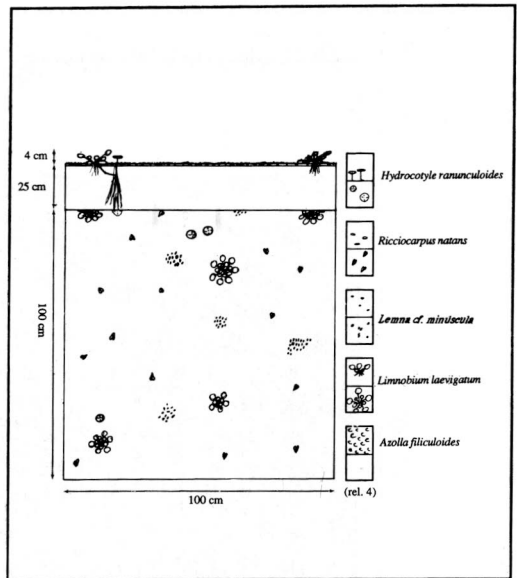 4 cm
25 cm
100 cm
100 cm
Hydrocotyle ranunculoides
Ricciocarpus natans
Lemna cf. minuscula
Limnobium laevigatum
Azolla filiculoides
(rel. 4)